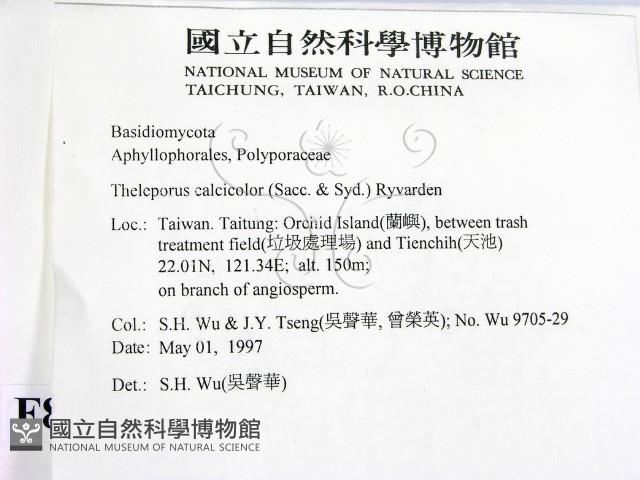 國立自然科學博物館
NATIONAL MUSEUM OF NATURAL SCIENCE
TAICHUNG, TAIWAN, R.O.CHINA
Basidiomycota
Aphyllophorales, Polyporaceae
Theleporus calcicolor (Sacc. & Syd.) Ryvarden
Loc.: Taiwan. Taitung: Orchid Island(蘭嶼), between trash
treatment field(垃圾處理場) and Tienchih(天池)
22.01N, 121.34E; alt. 150m;
on branch of angiosperm.
Col.: S.H. Wu & J.Y. Tseng(吳聲華, 曾榮英); No. Wu 9705-29
Date: May 01, 1997
Det.: S.H. Wu(吳聲華)
國立自然科學博物館
NATIONAL MUSEUM OF NATURAL SCIENCE